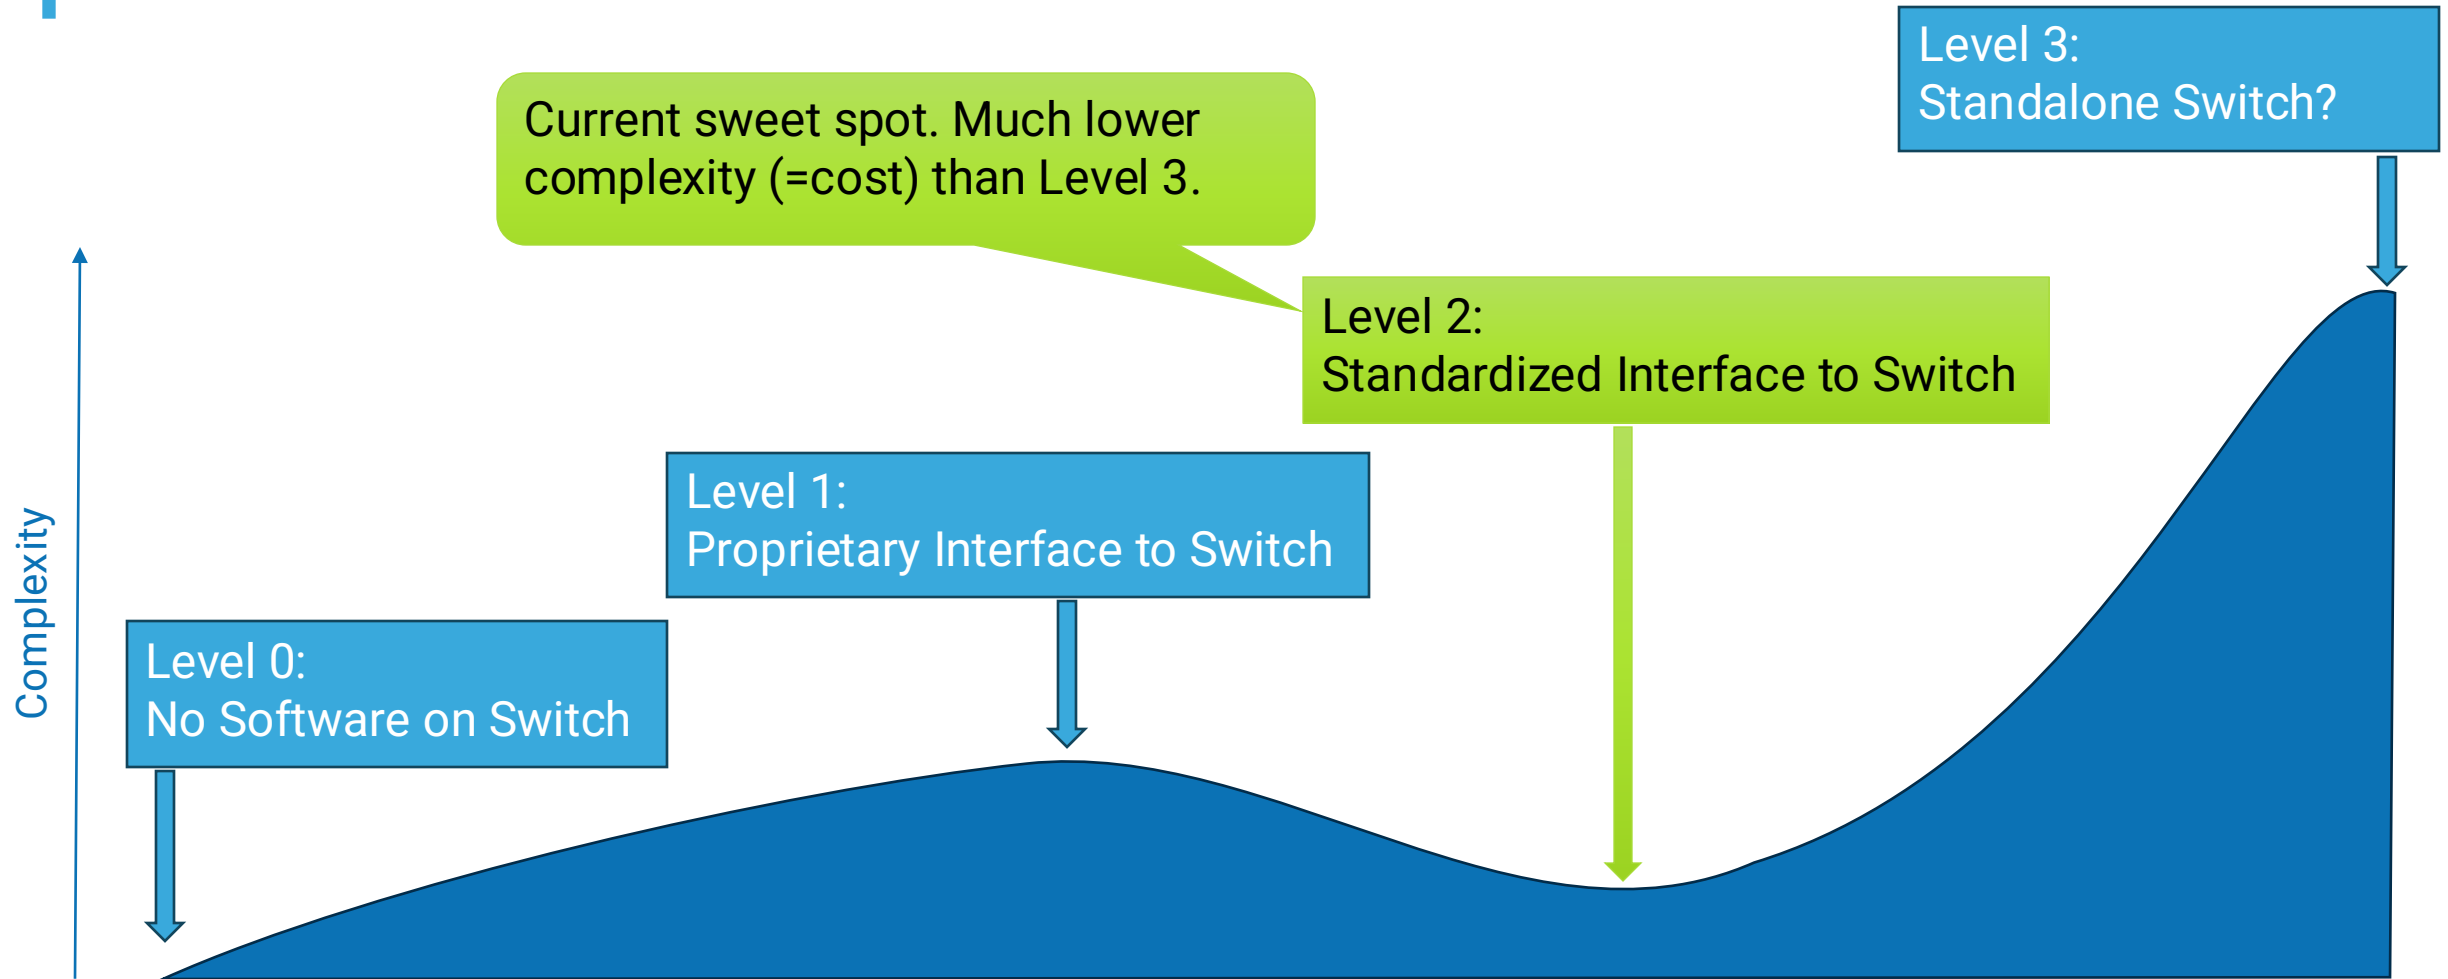 Level 3:
Standalone Switch?
Current sweet spot. Much lower
complexity (=cost) than Level 3.
Level 2:
Standardized Interface to Switch
Level 1:
Proprietary Interface to Switch
Level 0:
No Software on Switch
Complexity